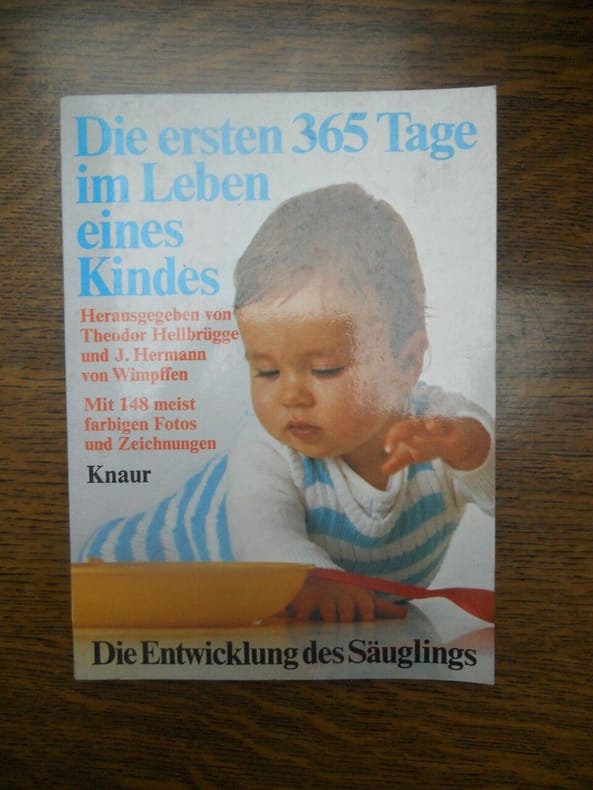 Die ersten 365 Tage
im Leben
eines
Kindes
Herausgegeben von
Theodor Hellbrügge
und J. Hermann
von Wimpffen
Mit 148 meist
farbigen Fotos
und Zeichnungen
Knaur
Die Entwicklung des Säuglings